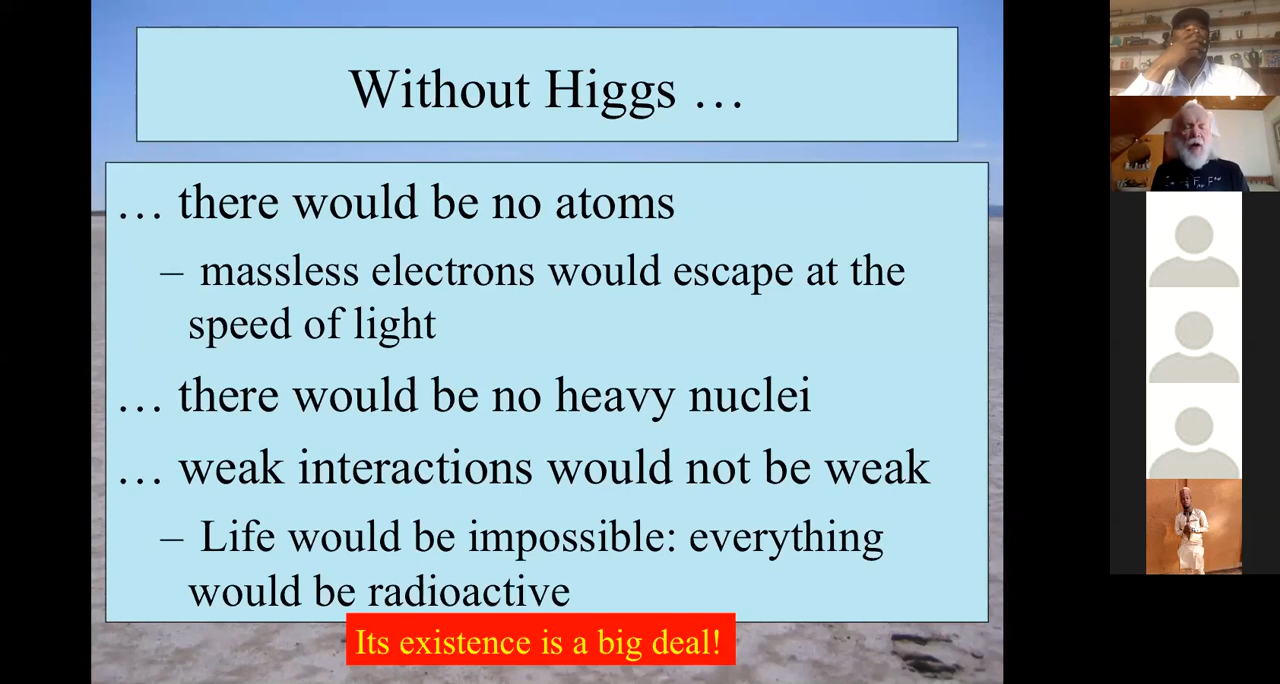 Without Higgs …
… there would be no atoms
– massless electrons would escape at the
speed of light
… there would be no heavy nuclei
… weak interactions would not be weak
– Life would be impossible: everything
would be radioactive
Its existence is a big deal!